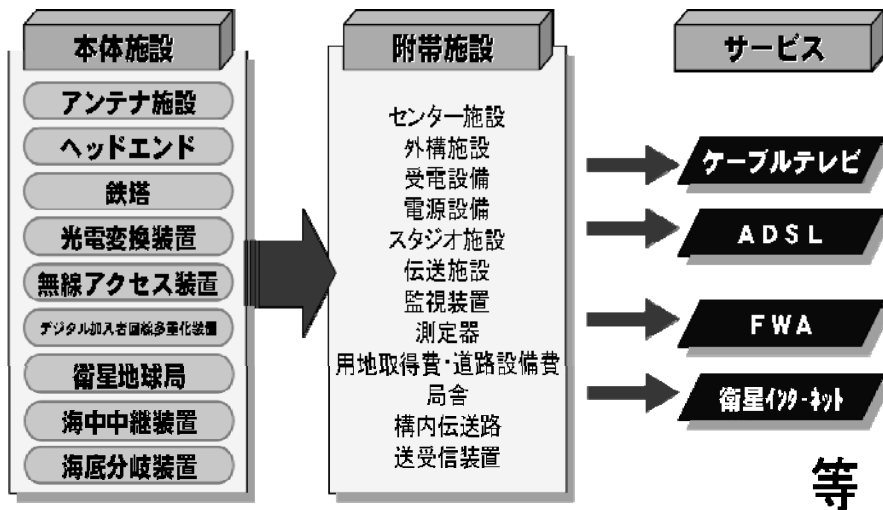 本体施設
アンテナ施設
ヘッドエンド
鉄塔
光電変換装置
無線アクセス装置
デジタル加入者回線多重化装置
衛星地球局
海中中継装置
海底分岐装置
附帯施設
センター施設
外構施設
受電設備
電源設備
スタジオ施設
伝送施設
監視装置
測定器
用地取得費・道路設備費
局舎
構内伝送路
送受信装置
サービス
ケーブルテレビ
ADSL
FWA
衛星ｲﾝﾀｰﾈｯﾄ
等